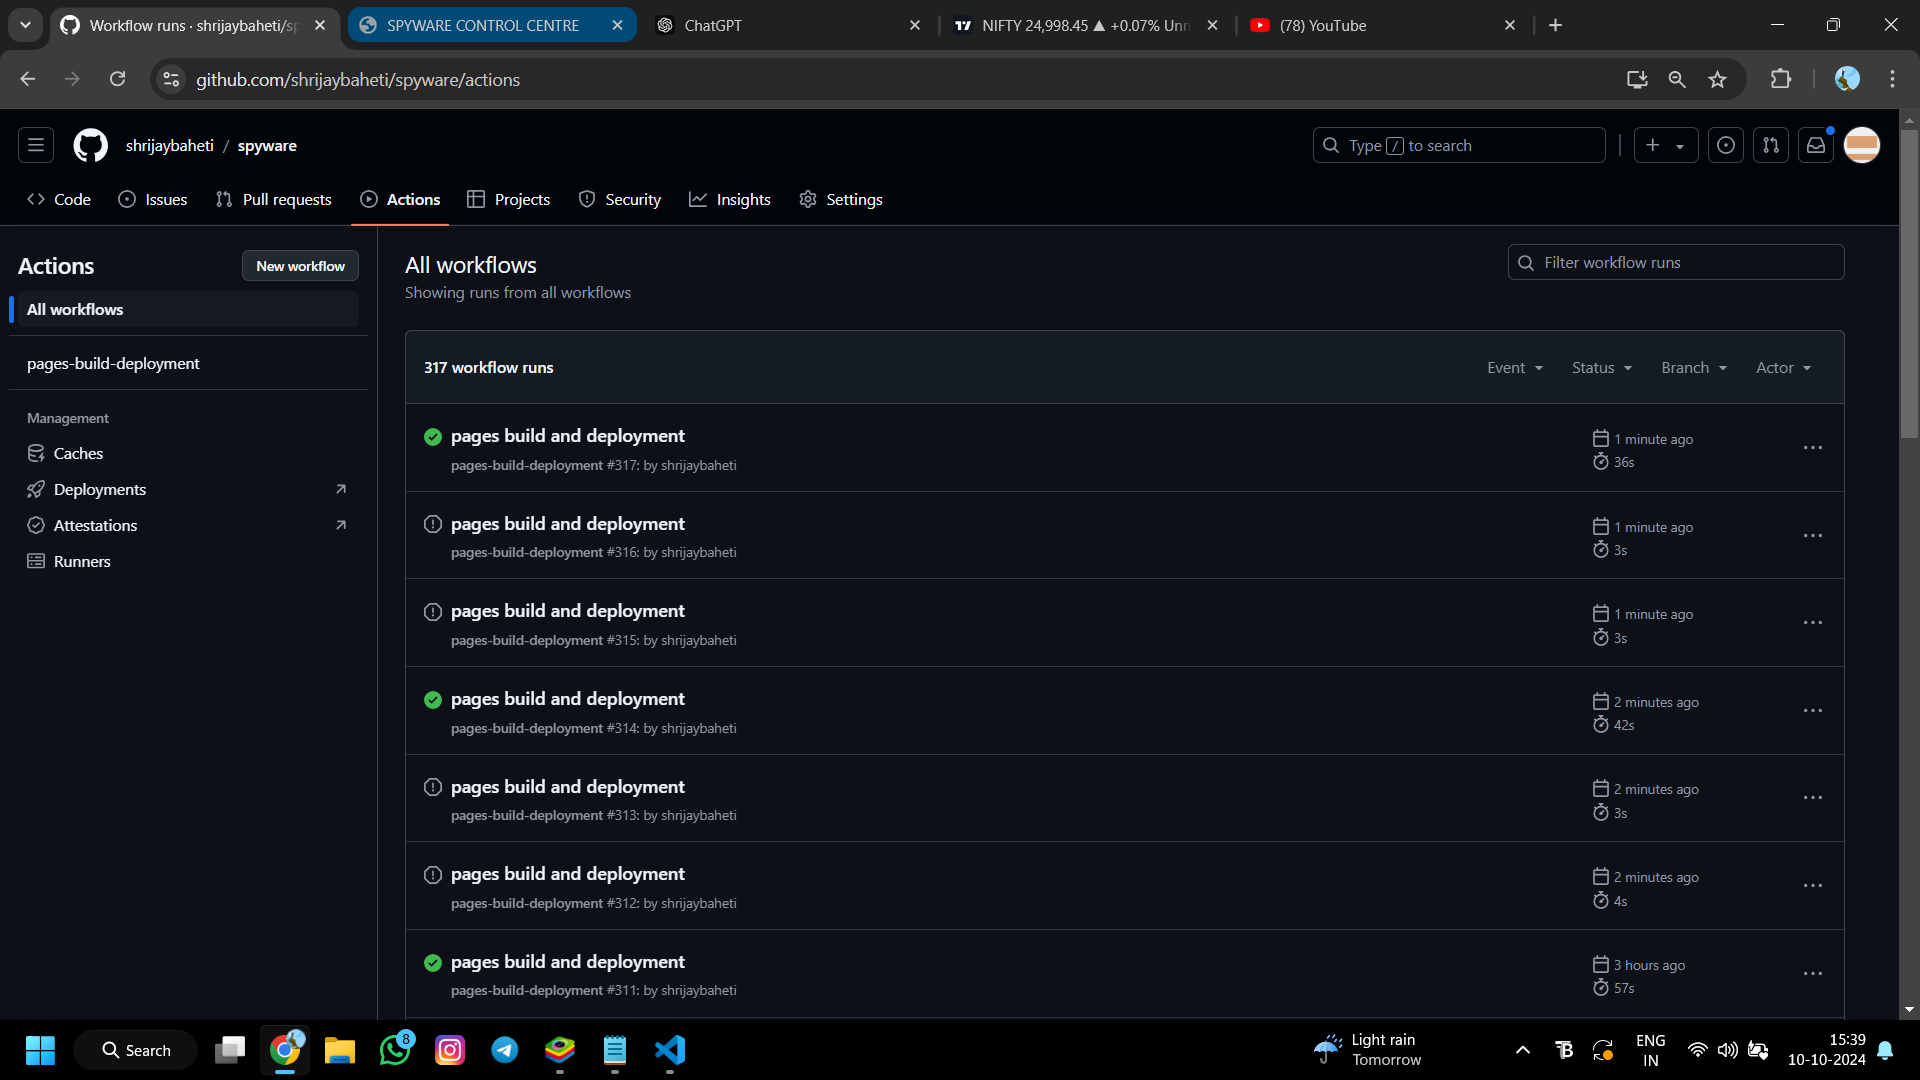 Workflow runs · shrijaybaheti/sp
SPYWARE CONTROL CENTRE
ChatGPT
NIFTY 24,998.45 ▲ +0.07% Unn
(78) YouTube
github.com/shrijaybaheti/spyware/actions
shrijaybaheti / spyware
Type / to search
Code
Issues
Pull requests
Actions
Projects
Security
Insights
Settings
Actions
New workflow
All workflows
pages-build-deployment
Management
Caches
Deployments
Attestations
Runners
All workflows
Showing runs from all workflows
Filter workflow runs
317 workflow runs
Event
Status
Branch
Actor
pages build and deployment
pages-build-deployment #317: by shrijaybaheti
1 minute ago
36s
pages build and deployment
pages-build-deployment #316: by shrijaybaheti
1 minute ago
3s
pages build and deployment
pages-build-deployment #315: by shrijaybaheti
1 minute ago
3s
pages build and deployment
pages-build-deployment #314: by shrijaybaheti
2 minutes ago
42s
pages build and deployment
pages-build-deployment #313: by shrijaybaheti
2 minutes ago
3s
pages build and deployment
pages-build-deployment #312: by shrijaybaheti
2 minutes ago
4s
pages build and deployment
pages-build-deployment #311: by shrijaybaheti
3 hours ago
57s
Search
8
Light rain
Tomorrow
ENG
IN
15:39
10-10-2024